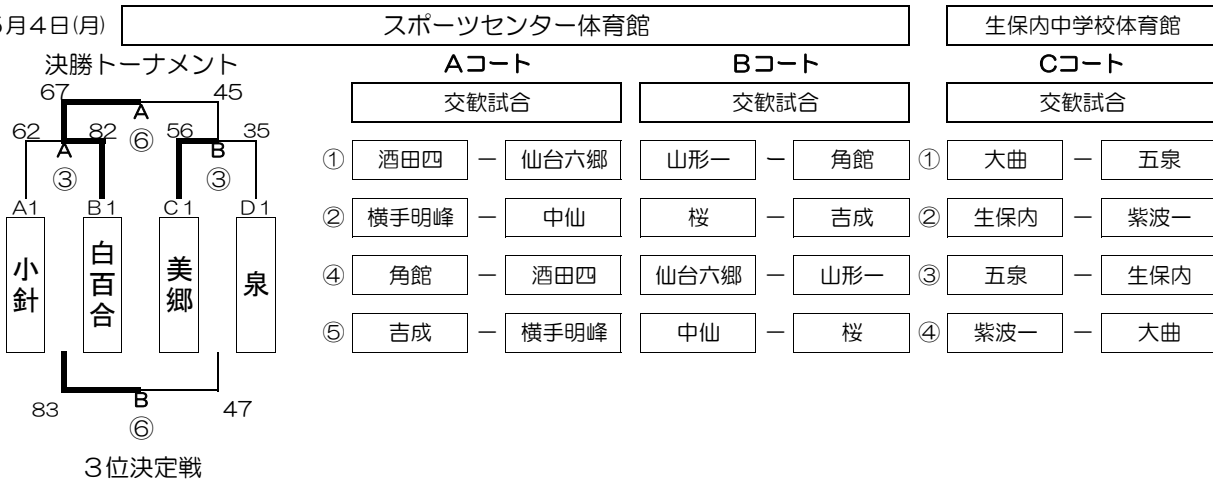 月4日(月) スポーツセンター体育館 生保内中学校体育館
決勝トーナメント Aコート Bコート Cコート
67 45 交歓試合 交歓試合 交歓試合
A
⑥
62 82 56 35
A B
③ ③
① 酒田四 － 仙台六郷 山形一 － 角館 ① 大曲 － 五泉
A1 B1 C1 D1
② 横手明峰 － 中仙 桜 － 吉成 ② 生保内 － 紫波一
小針 白百合 美郷 泉
④ 角館 － 酒田四 仙台六郷 － 山形一 ③ 五泉 － 生保内
⑤ 吉成 － 横手明峰 中仙 － 桜 ④ 紫波一 － 大曲
83 B 47
⑥
3位決定戦